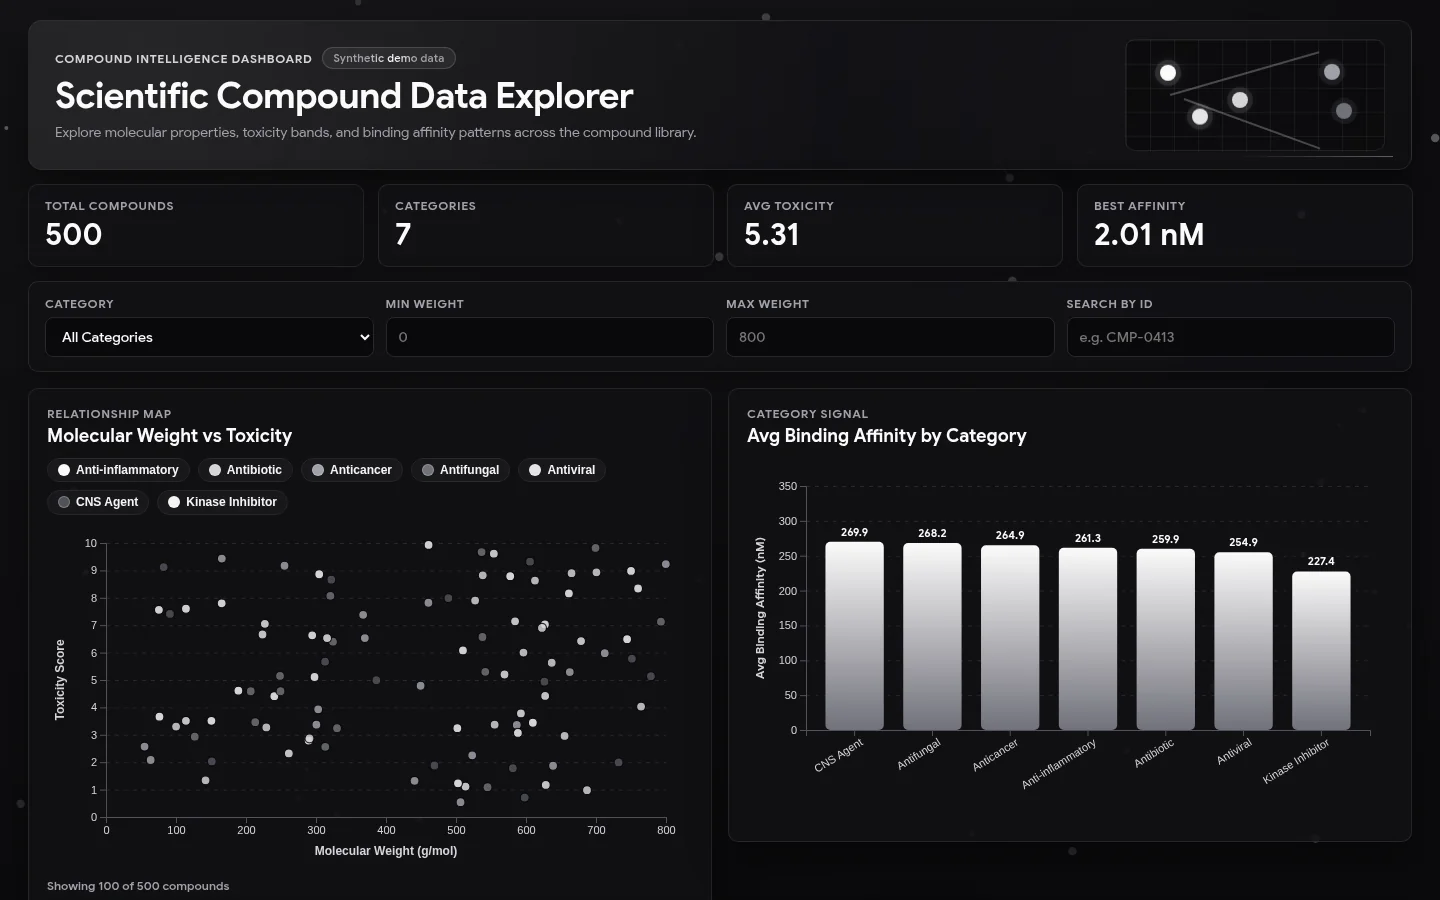 COMPOUND INTELLIGENCE DASHBOARD
Synthetic demo data
Scientific Compound Data Explorer
Explore molecular properties, toxicity bands, and binding affinity patterns across the compound library.
TOTAL COMPOUNDS
500
CATEGORIES
7
AVG TOXICITY
5.31
BEST AFFINITY
2.01 nM
CATEGORY
All Categories
MIN WEIGHT
0
MAX WEIGHT
800
SEARCH BY ID
e.g. CMP-0413
RELATIONSHIP MAP
Molecular Weight vs Toxicity
Anti-inflammatory
Antibiotic
Anticancer
Antifungal
Antiviral
CNS Agent
Kinase Inhibitor
Toxicity Score
10
9
8
7
6
5
4
3
2
1
0
0
100
200
300
400
500
600
700
800
Molecular Weight (g/mol)
Showing 100 of 500 compounds
CATEGORY SIGNAL
Avg Binding Affinity by Category
Avg Binding Affinity (nM)
350
300
250
200
150
100
50
0
269.9
268.2
264.9
261.3
259.9
254.9
227.4
CNS Agent
Antifungal
Anticancer
Anti-inflammatory
Antibiotic
Antiviral
Kinase Inhibitor